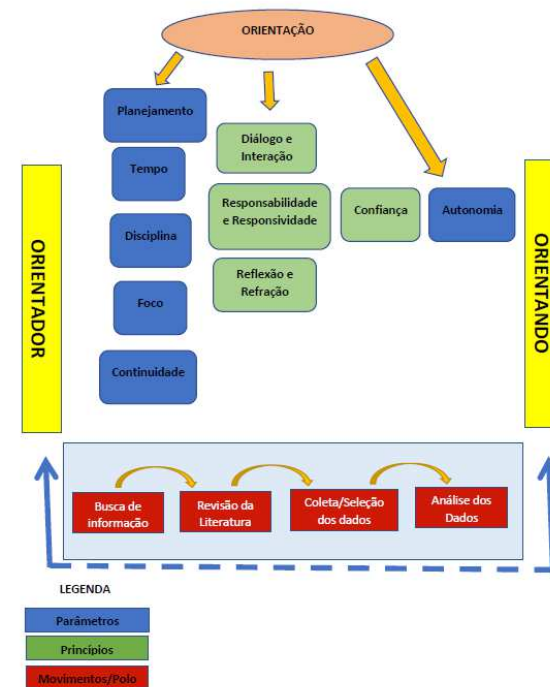 ORIENTAÇÃO
Planejamento
Tempo
Disciplina
Foco
Continuidade
Diálogo e
Interação
Responsabilidade
e Responsividade
Reflexão e
Refração
Confiança
Autonomia
ORIENTADOR
ORIENTANDO
Busca de
informação
Revisão da
Literatura
Coleta/Seleção
dos dados
Análise dos
Dados
LEGENDA
Parâmetros
Princípios
Movimentos/Polo